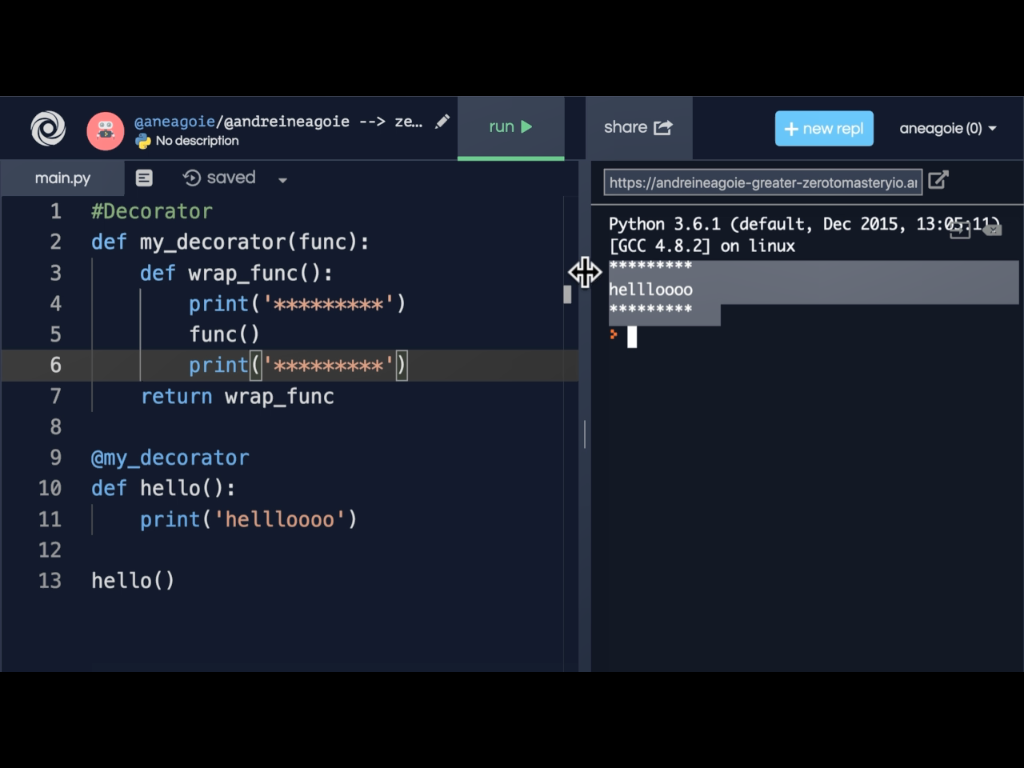 @aneagoie/@andreineagoie --> ze...
No description
run
share
+ new repl
aneagoie (0)
main.py
saved
https://andreineagoie-greater-zerotomasteryio.ar
1 #Decorator
2 def my_decorator(func):
3 def wrap_func():
4 print('*********')
5 func()
6 print('*********')
7 return wrap_func
8
9 @my_decorator
10 def hello():
11 print('hellloooo')
12
13 hello()
Python 3.6.1 (default, Dec 2015, 13:05:11)
[GCC 4.8.2] on linux
*********
hellloooo
*********